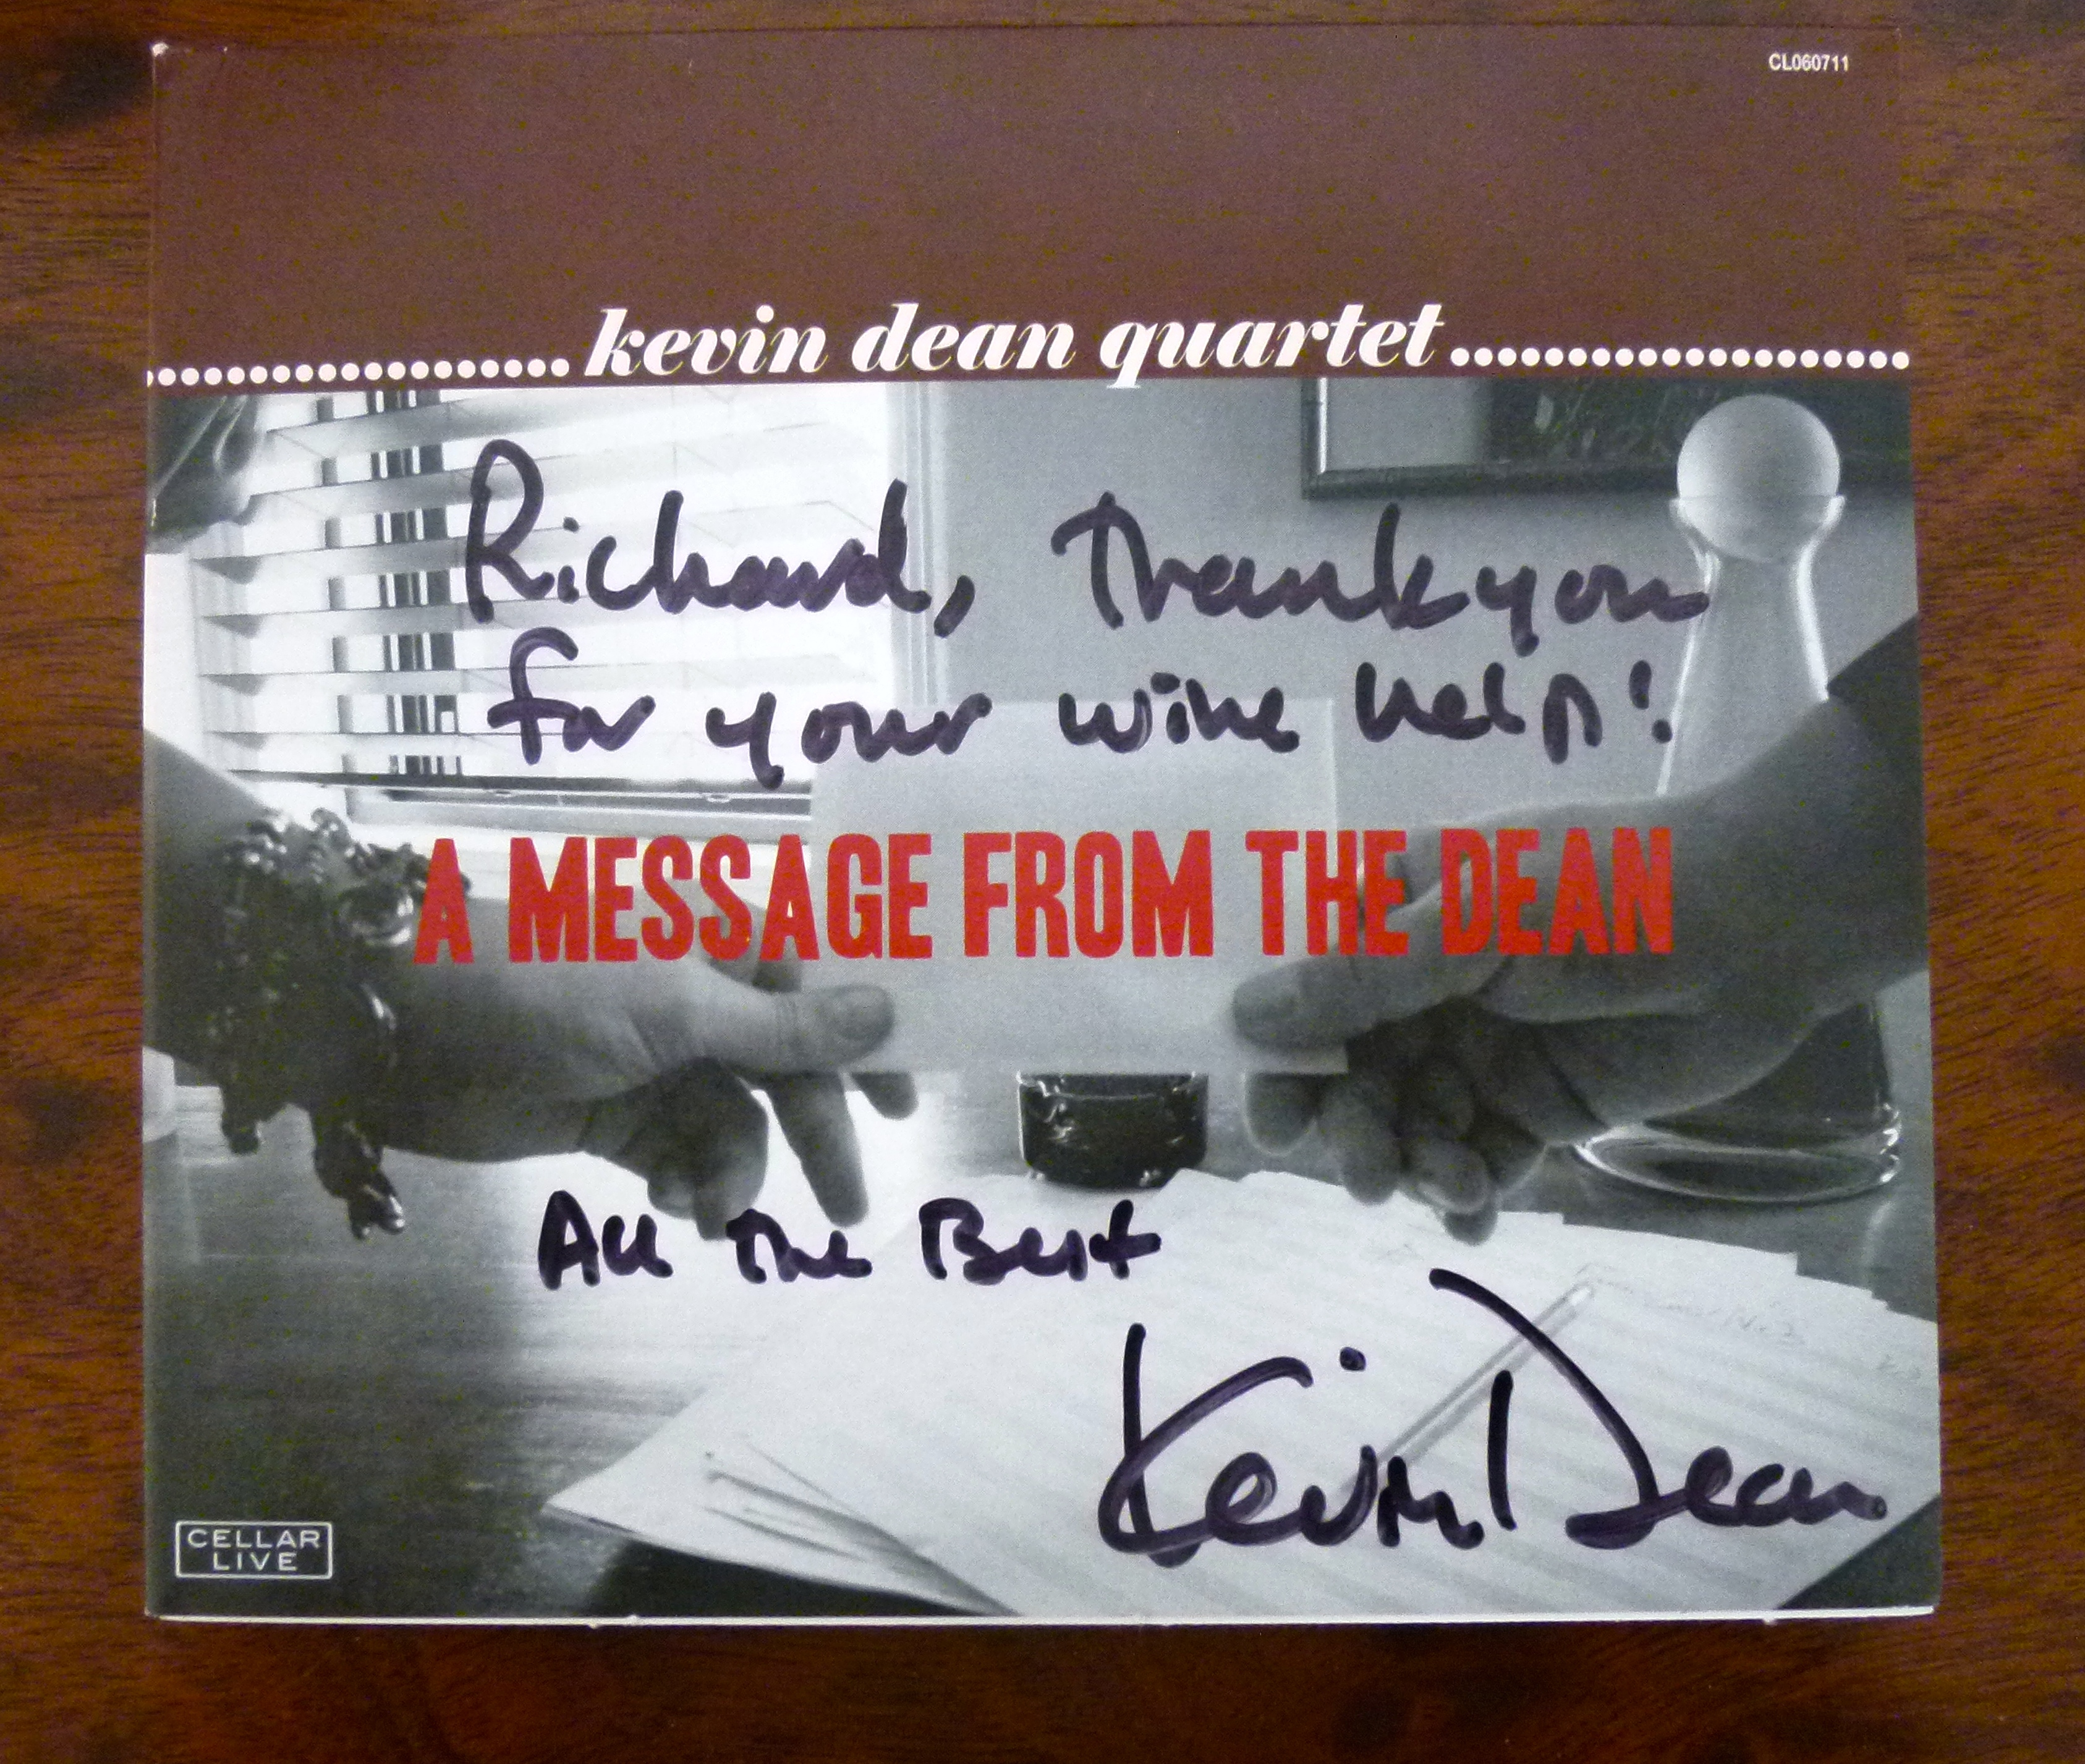 CL060711
kevin dean quartet
Richard, Thank you
for your wine help!
A MESSAGE FROM THE DEAN
All the Best
Kevin Dean
CELLAR
LIVE